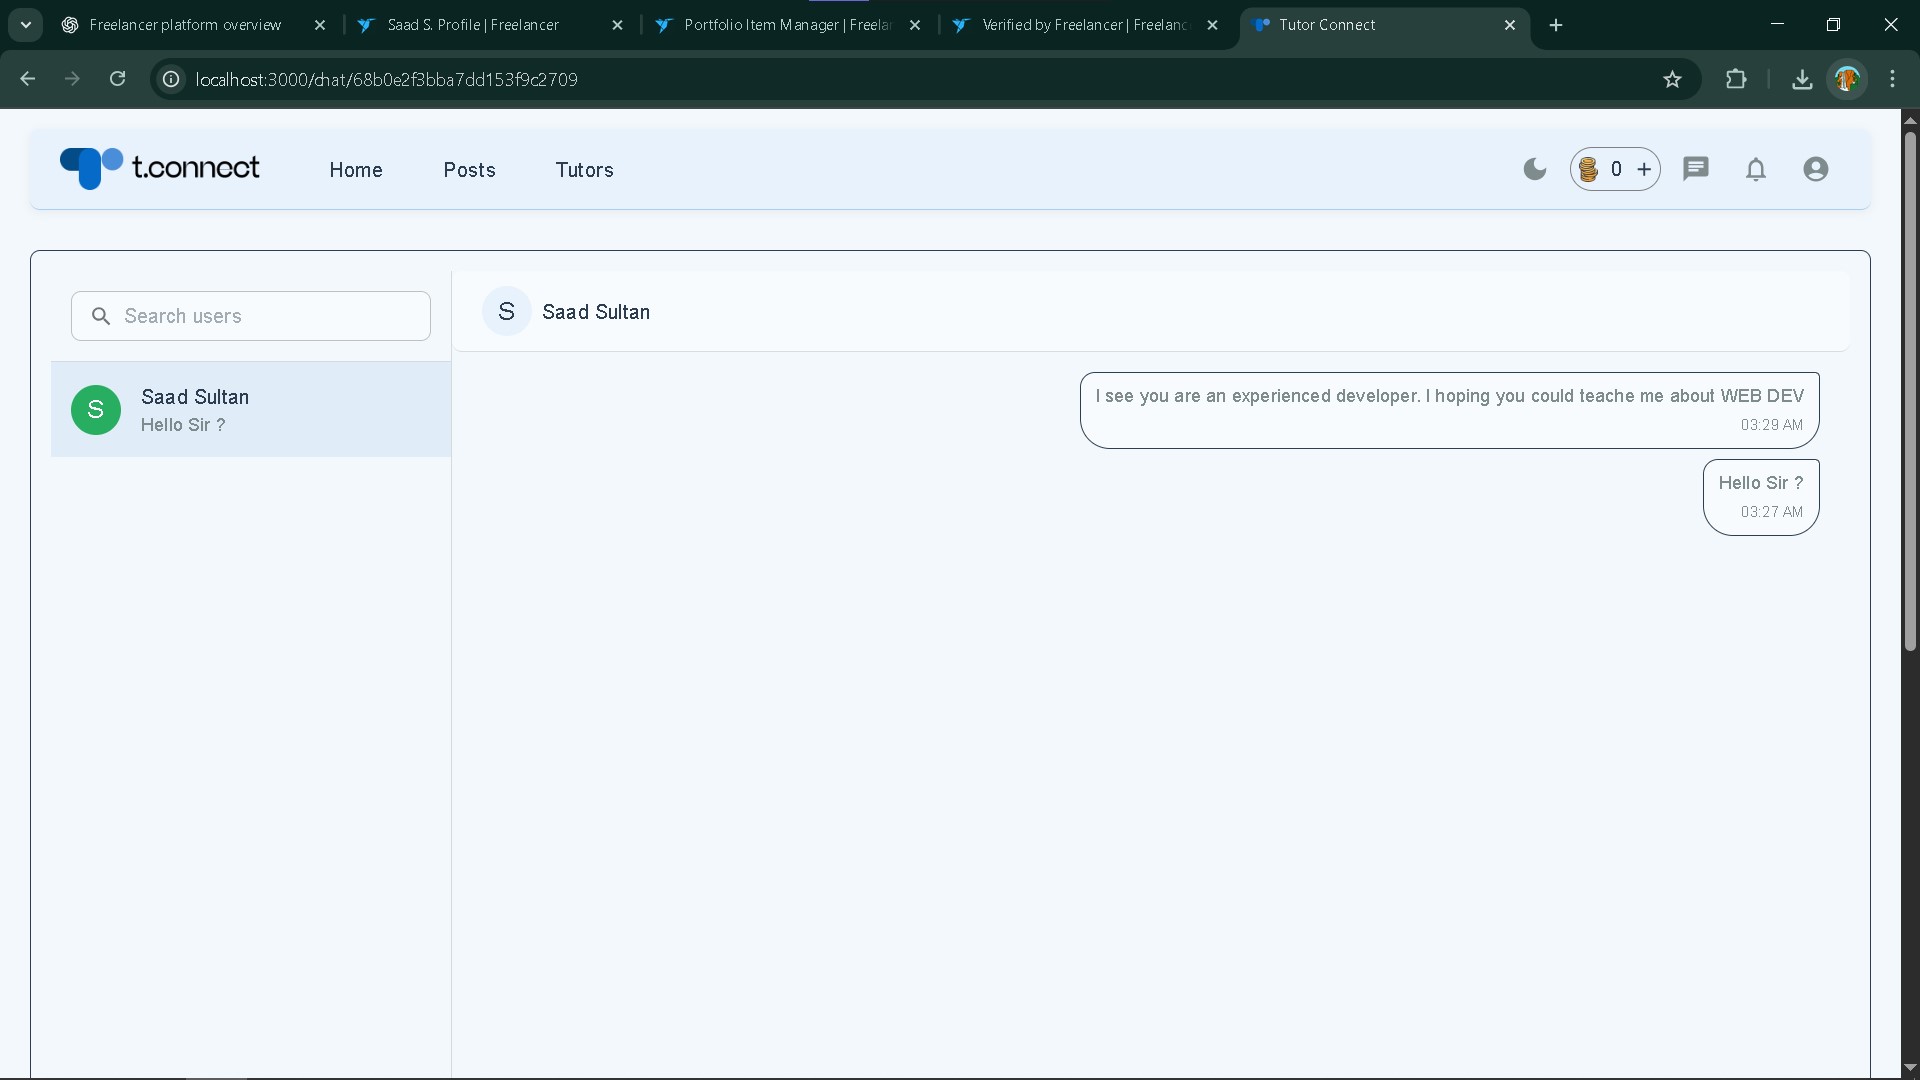 Freelancer platform overview
Saad S. Profile | Freelancer
Portfolio Item Manager | Freela
Verified by Freelancer | Freelanc
Tutor Connect
localhost:3000/chat/68b0e2f3bba7dd153f9c2709
t.connect
Home
Posts
Tutors
0 +
Search users
S
Saad Sultan
Hello Sir ?
S
Saad Sultan
I see you are an experienced developer. I hoping you could teache me about WEB DEV
03:29 AM
Hello Sir ?
03:27 AM